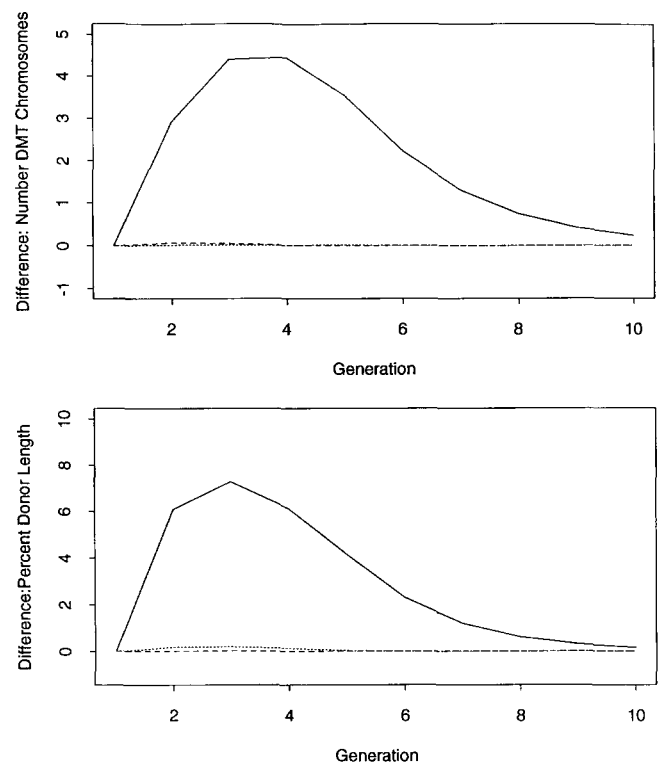 Difference: Number DMT Chromosomes
5
4
3
2
1
0
-1
2 4 6 8 10
Generation
Difference:Percent Donor Length
10
8
6
4
2
0
2 4 6 8 10
Generation